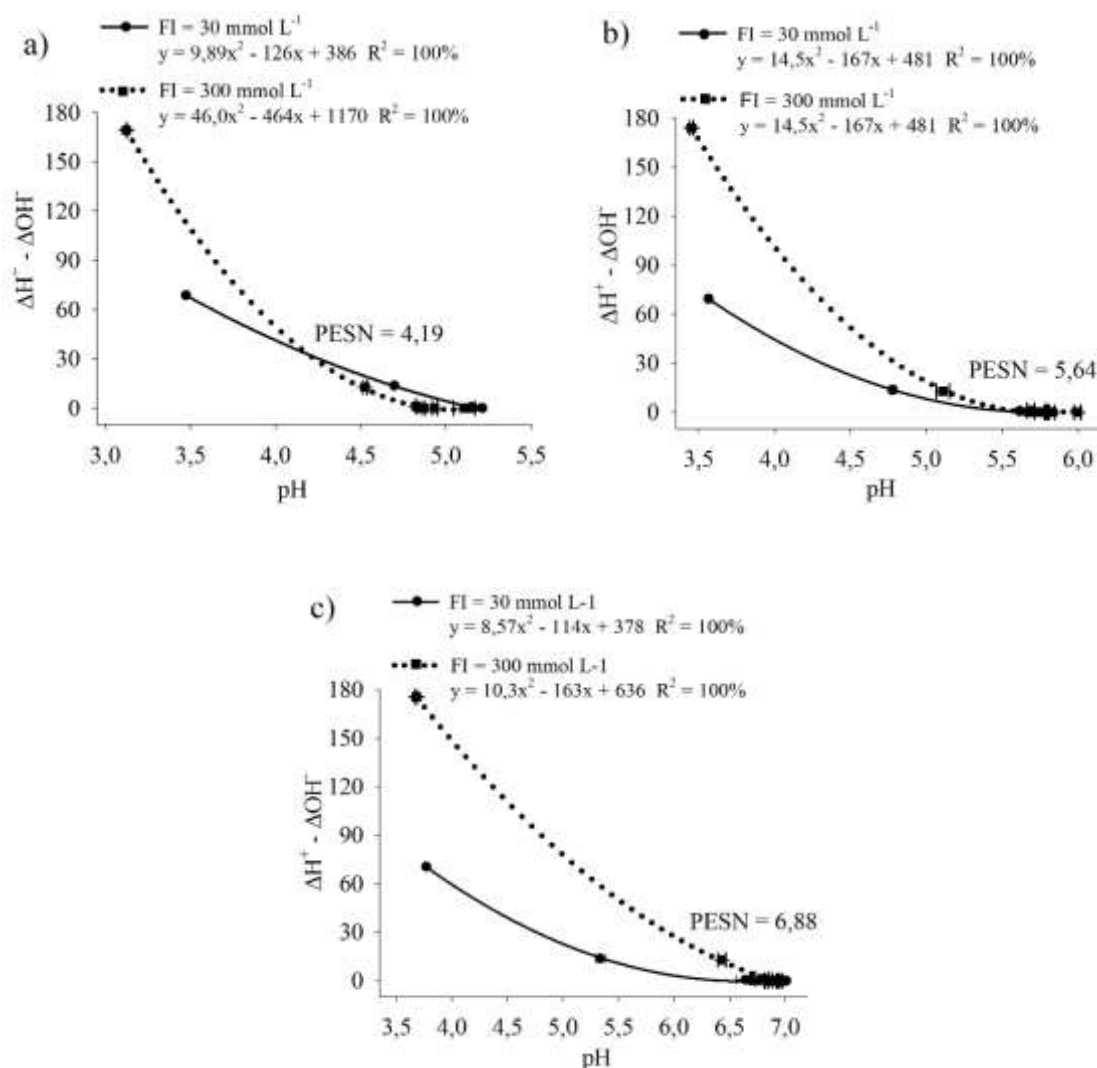 a)
FI = 30 mmol L⁻¹
y = 9,89x² - 126x + 386 R² = 100%
FI = 300 mmol L⁻¹
y = 46,0x² - 464x + 1170 R² = 100%
180
150
120
90
60
30
0
ΔH⁻ - ΔOH⁻
PESN = 4,19
3,0 3,5 4,0 4,5 5,0 5,5
pH
b)
FI = 30 mmol L⁻¹
y = 14,5x² - 167x + 481 R² = 100%
FI = 300 mmol L⁻¹
y = 14,5x² - 167x + 481 R² = 100%
180
150
120
90
60
30
0
ΔH⁺ - ΔOH⁻
PESN = 5,64
3,5 4,0 4,5 5,0 5,5 6,0
pH
c)
FI = 30 mmol L-1
y = 8,57x² - 114x + 378 R² = 100%
FI = 300 mmol L-1
y = 10,3x² - 163x + 636 R² = 100%
180
150
120
90
60
30
0
ΔH⁺ - ΔOH⁻
PESN = 6,88
3,5 4,0 4,5 5,0 5,5 6,0 6,5 7,0
pH